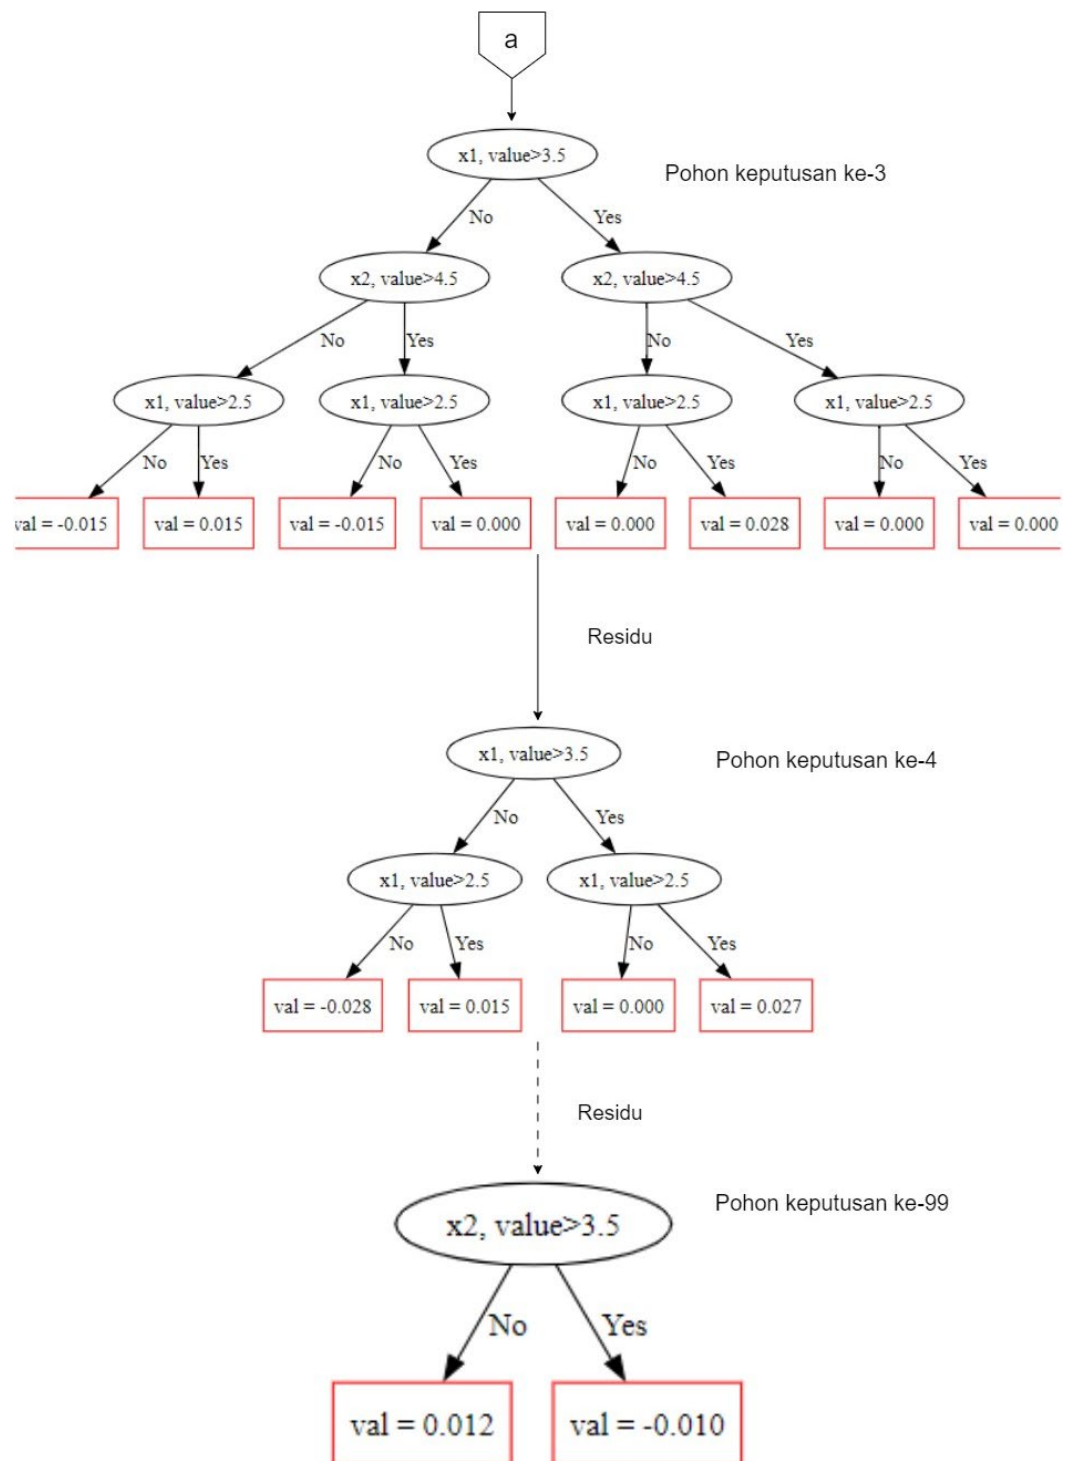 a
x1, value>3.5
Pohon keputusan ke-3
No
Yes
x2, value>4.5
x2, value>4.5
No
Yes
No
Yes
x1, value>2.5
x1, value>2.5
x1, value>2.5
x1, value>2.5
No
Yes
No
Yes
No
Yes
No
Yes
val = -0.015
val = 0.015
val = -0.015
val = 0.000
val = 0.000
val = 0.028
val = 0.000
val = 0.000
Residu
x1, value>3.5
Pohon keputusan ke-4
No
Yes
x1, value>2.5
x1, value>2.5
No
Yes
No
Yes
val = -0.028
val = 0.015
val = 0.000
val = 0.027
Residu
Pohon keputusan ke-99
x2, value>3.5
No
Yes
val = 0.012
val = -0.010